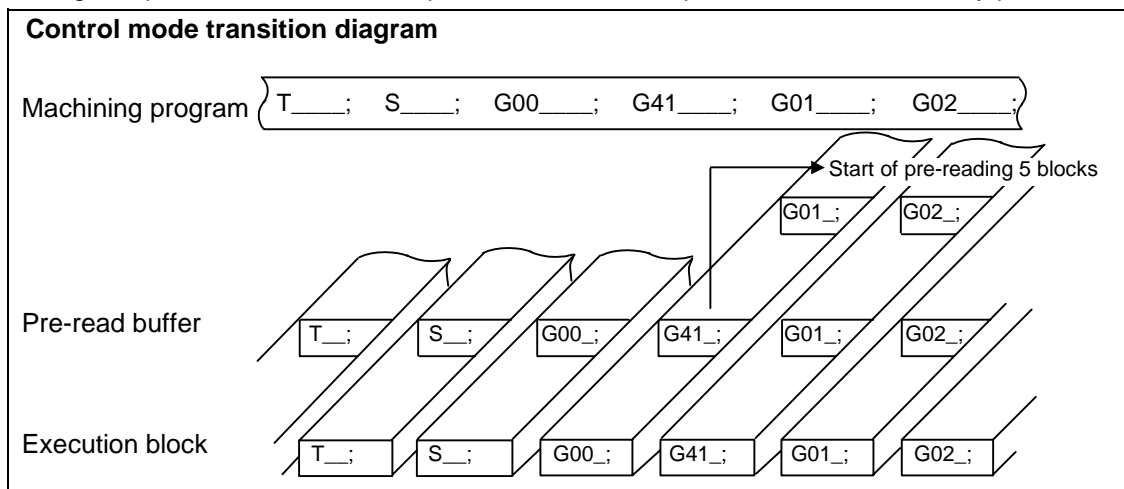 Control mode transition diagram
Machining program T____; S____; G00____; G41____; G01____; G02____;
Start of pre-reading 5 blocks
G01_; G02_;
Pre-read buffer T__; S__; G00_; G41_; G01_; G02_;
Execution block T__; S__; G00_; G41_; G01_; G02_;